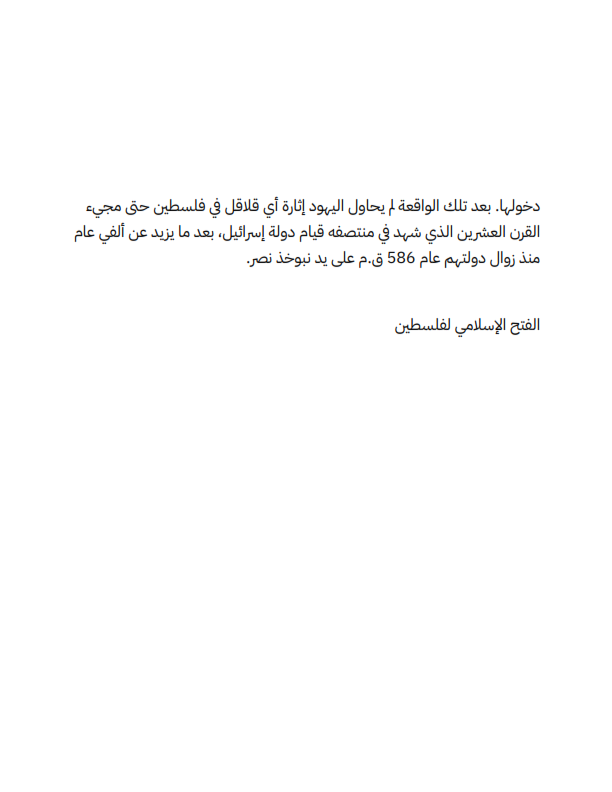 دخولها. بعد تلك الواقعة لم يحاول اليهود إثارة أي قلاقل في فلسطين حتى مجيء
القرن العشرين الذي شهد في منتصفه قيام دولة إسرائيل، بعد ما يزيد عن ألفي عام
منذ زوال دولتهم عام 586 ق.م على يد نبوخذ نصر.
الفتح الإسلامي لفلسطين